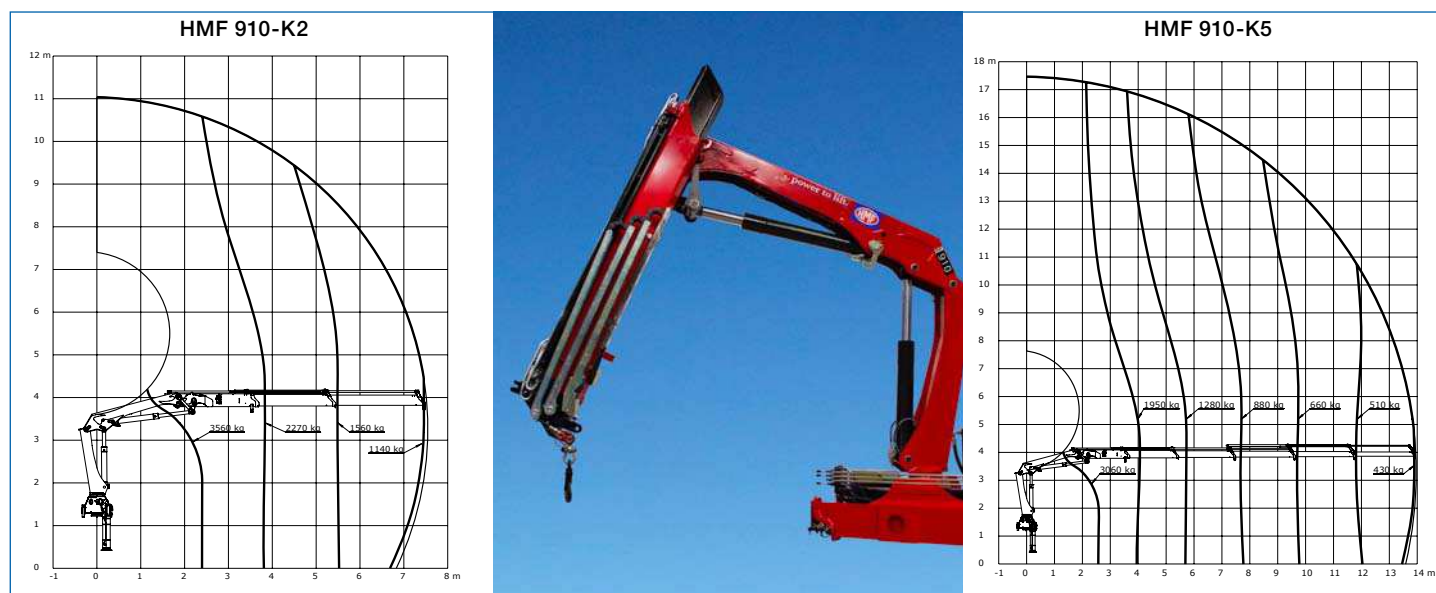 HMF 910-K2
12 m
11
10
9
8
7
6
5
4
3
2
1
0
3560 kg
2270 kg
1560 kg
1140 kg
-1 0 1 2 3 4 5 6 7 8 m
power to lift.
HMF
910
HMF 910-K5
18 m
17
16
15
14
13
12
11
10
9
8
7
6
5
4
3
2
1
0
1950 kg
1280 kg
880 kg
660 kg
510 kg
3060 kg
430 kg
-1 0 1 2 3 4 5 6 7 8 9 10 11 12 13 14 m